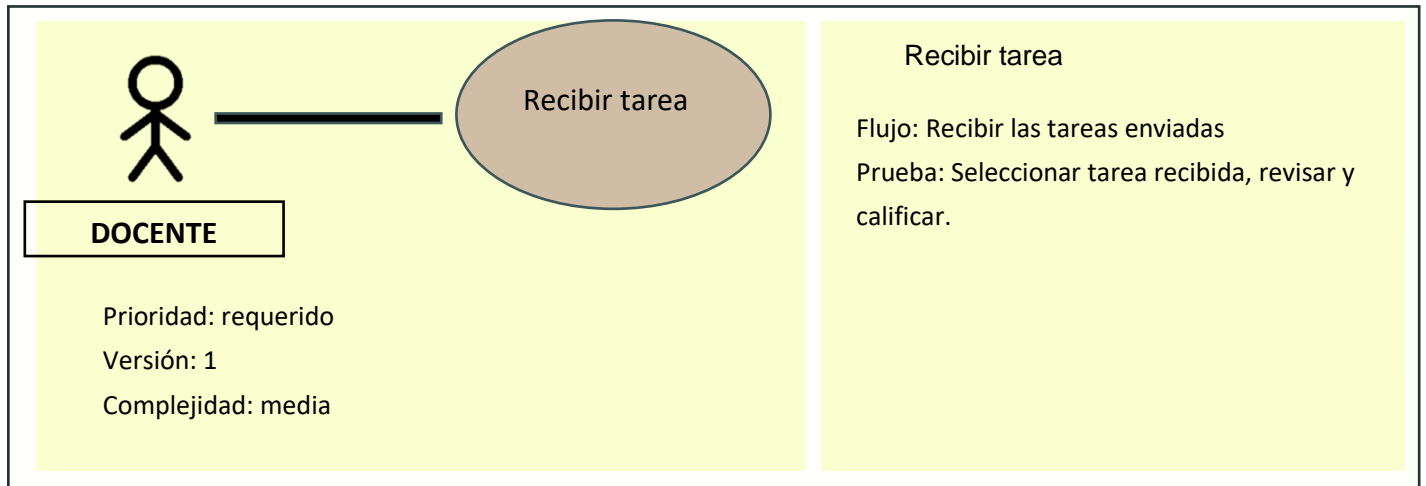 Recibir tarea
DOCENTE
Prioridad: requerido
Versión: 1
Complejidad: media
Recibir tarea
Flujo: Recibir las tareas enviadas
Prueba: Seleccionar tarea recibida, revisar y
calificar.